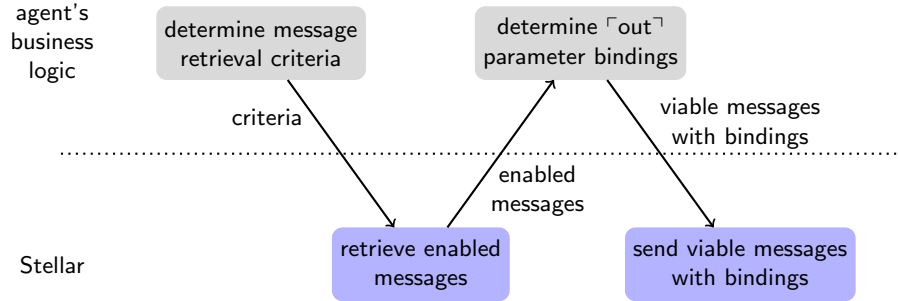 agent's
business
logic
determine message
retrieval criteria
determine ⌜out⌝
parameter bindings
criteria
viable messages
with bindings
enabled
messages
Stellar
retrieve enabled
messages
send viable messages
with bindings